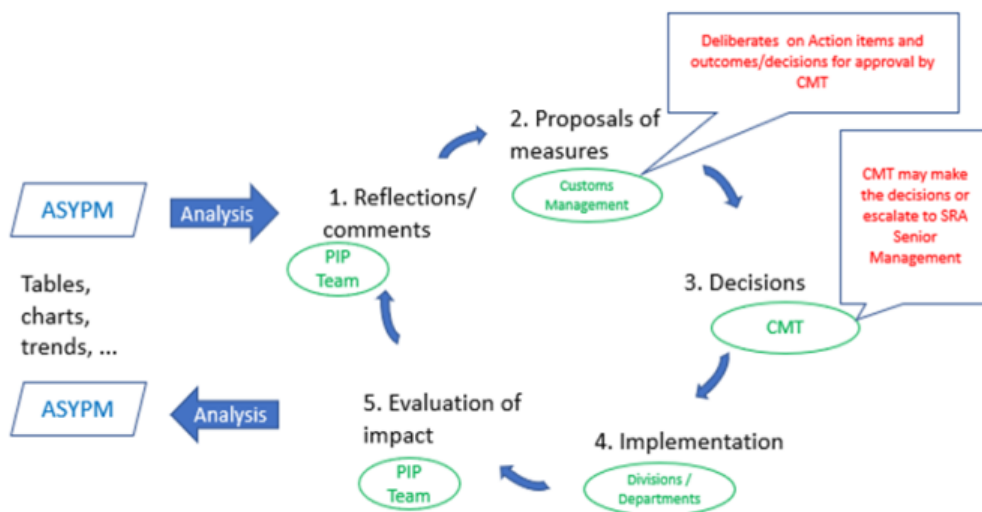 Deliberates on Action items and
outcomes/decisions for approval by
CMT
2. Proposals of
measures
Customs
Management
CMT may make
the decisions or
escalate to SRA
Senior
Management
ASYPM
Analysis
1. Reflections/
comments
PIP
Team
Tables,
charts,
trends, ...
3. Decisions
CMT
ASYPM
Analysis
5. Evaluation of
impact
PIP
Team
4. Implementation
Divisions /
Departments